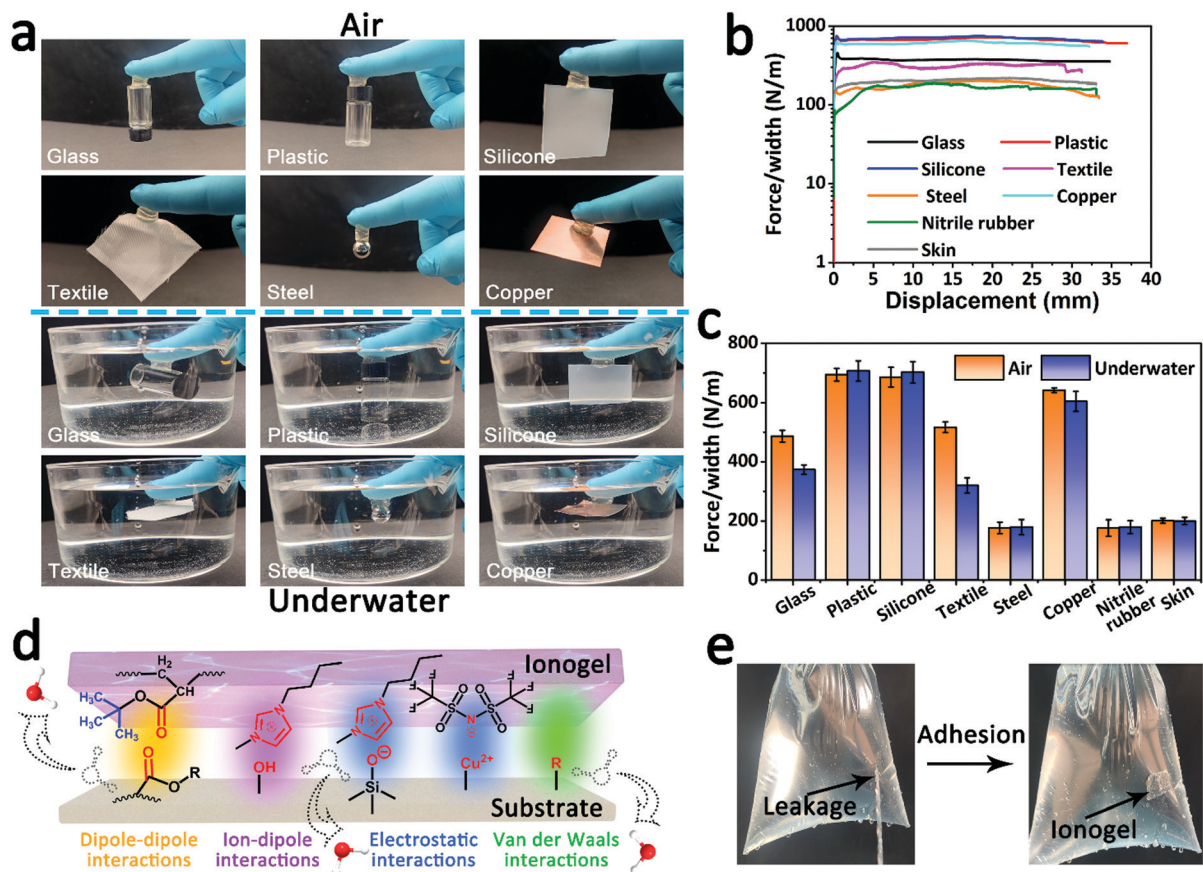 a
Air
Glass
Plastic
Silicone
Textile
Steel
Copper
Glass
Plastic
Silicone
Textile
Steel
Copper
Underwater
b
Force/width (N/m)
1000
100
10
1
0 5 10 15 20 25 30 35 40
Displacement (mm)
Glass
Plastic
Silicone
Textile
Steel
Copper
Nitrile rubber
Skin
c
Force/width (N/m)
800
600
400
200
0
Air
Underwater
Glass
Plastic
Silicone
Textile
Steel
Copper
Nitrile
rubber
Skin
d
Ionogel
CH2
H3C
O
CH
H3C
CH3
O
O
O
R
OH
O⊖
Si
F
F
F
F
F
F
O
O
S
S
O
O
N
⊖
Cu2+
R
Substrate
Dipole-dipole
interactions
Ion-dipole
interactions
Electrostatic
interactions
Van der Waals
interactions
e
Leakage
Adhesion
Ionogel